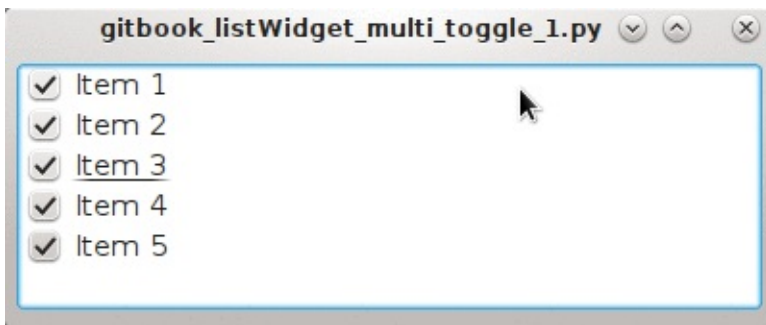 gitbook_listWidget_multi_toggle_1.py
Item 1
Item 2
Item 3
Item 4
Item 5